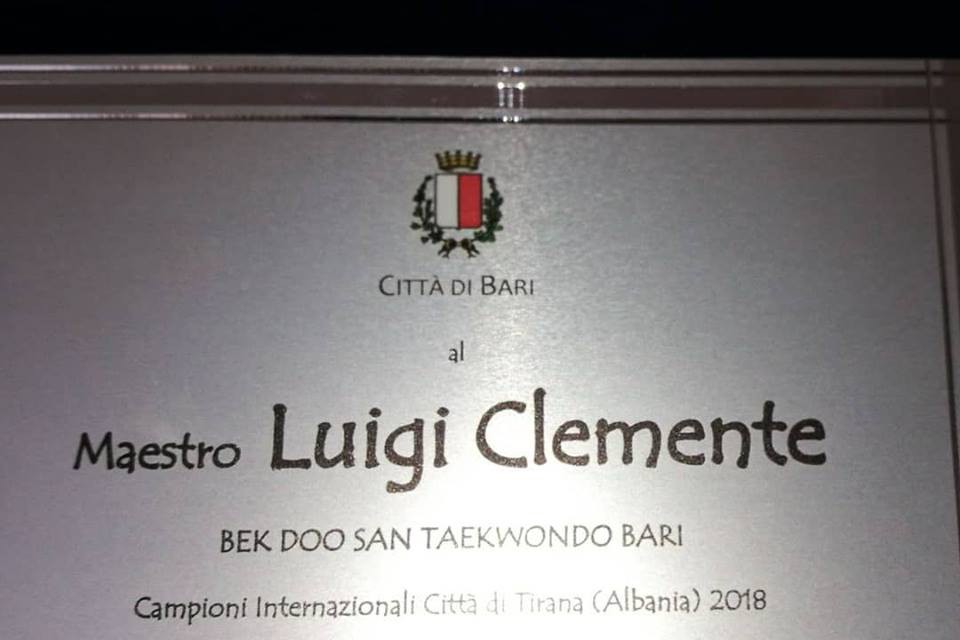 CITTÀ DI BARI
al
Maestro Luigi Clemente
BEK DOO SAN TAEKWONDO BARI
Campioni Internazionali Città di Tirana (Albania) 2018